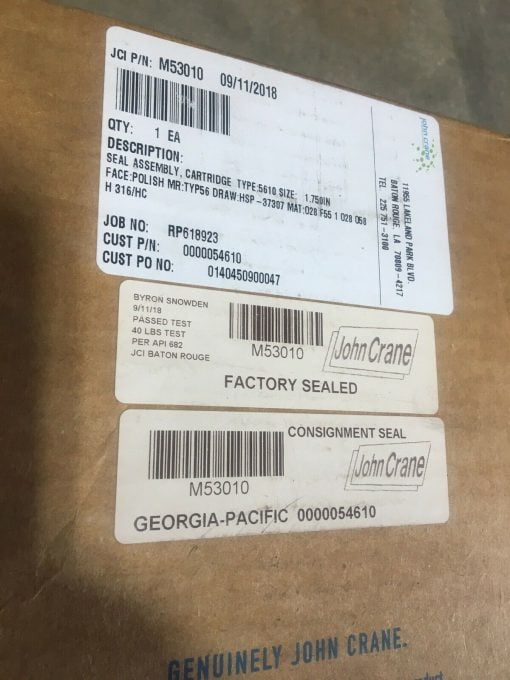 JCI P/N: M53010 09/11/2018
QTY: 1 EA
DESCRIPTION:
SEAL ASSEMBLY, CARTRIDGE TYPE:5610 SIZE: 1.750IN
FACE:POLISH MR:TYP56 DRAW:HSP-37307 MAT:028 F55 1 028 058
H 316/HC
JOB NO: RP618923
CUST P/N: 0000054610
CUST PO NO: 0140450900047
john crane
11955 LAKELAND PARK BLVD.
BATON ROUGE, LA 70809-4217
TEL 225 751-3100
BYRON SNOWDEN
9/11/18
PASSED TEST
40 LBS TEST
PER API 682
JCI BATON ROUGE
M53010
John Crane
FACTORY SEALED
CONSIGNMENT SEAL
M53010
John Crane
GEORGIA-PACIFIC 0000054610
GENUINELY JOHN CRANE.